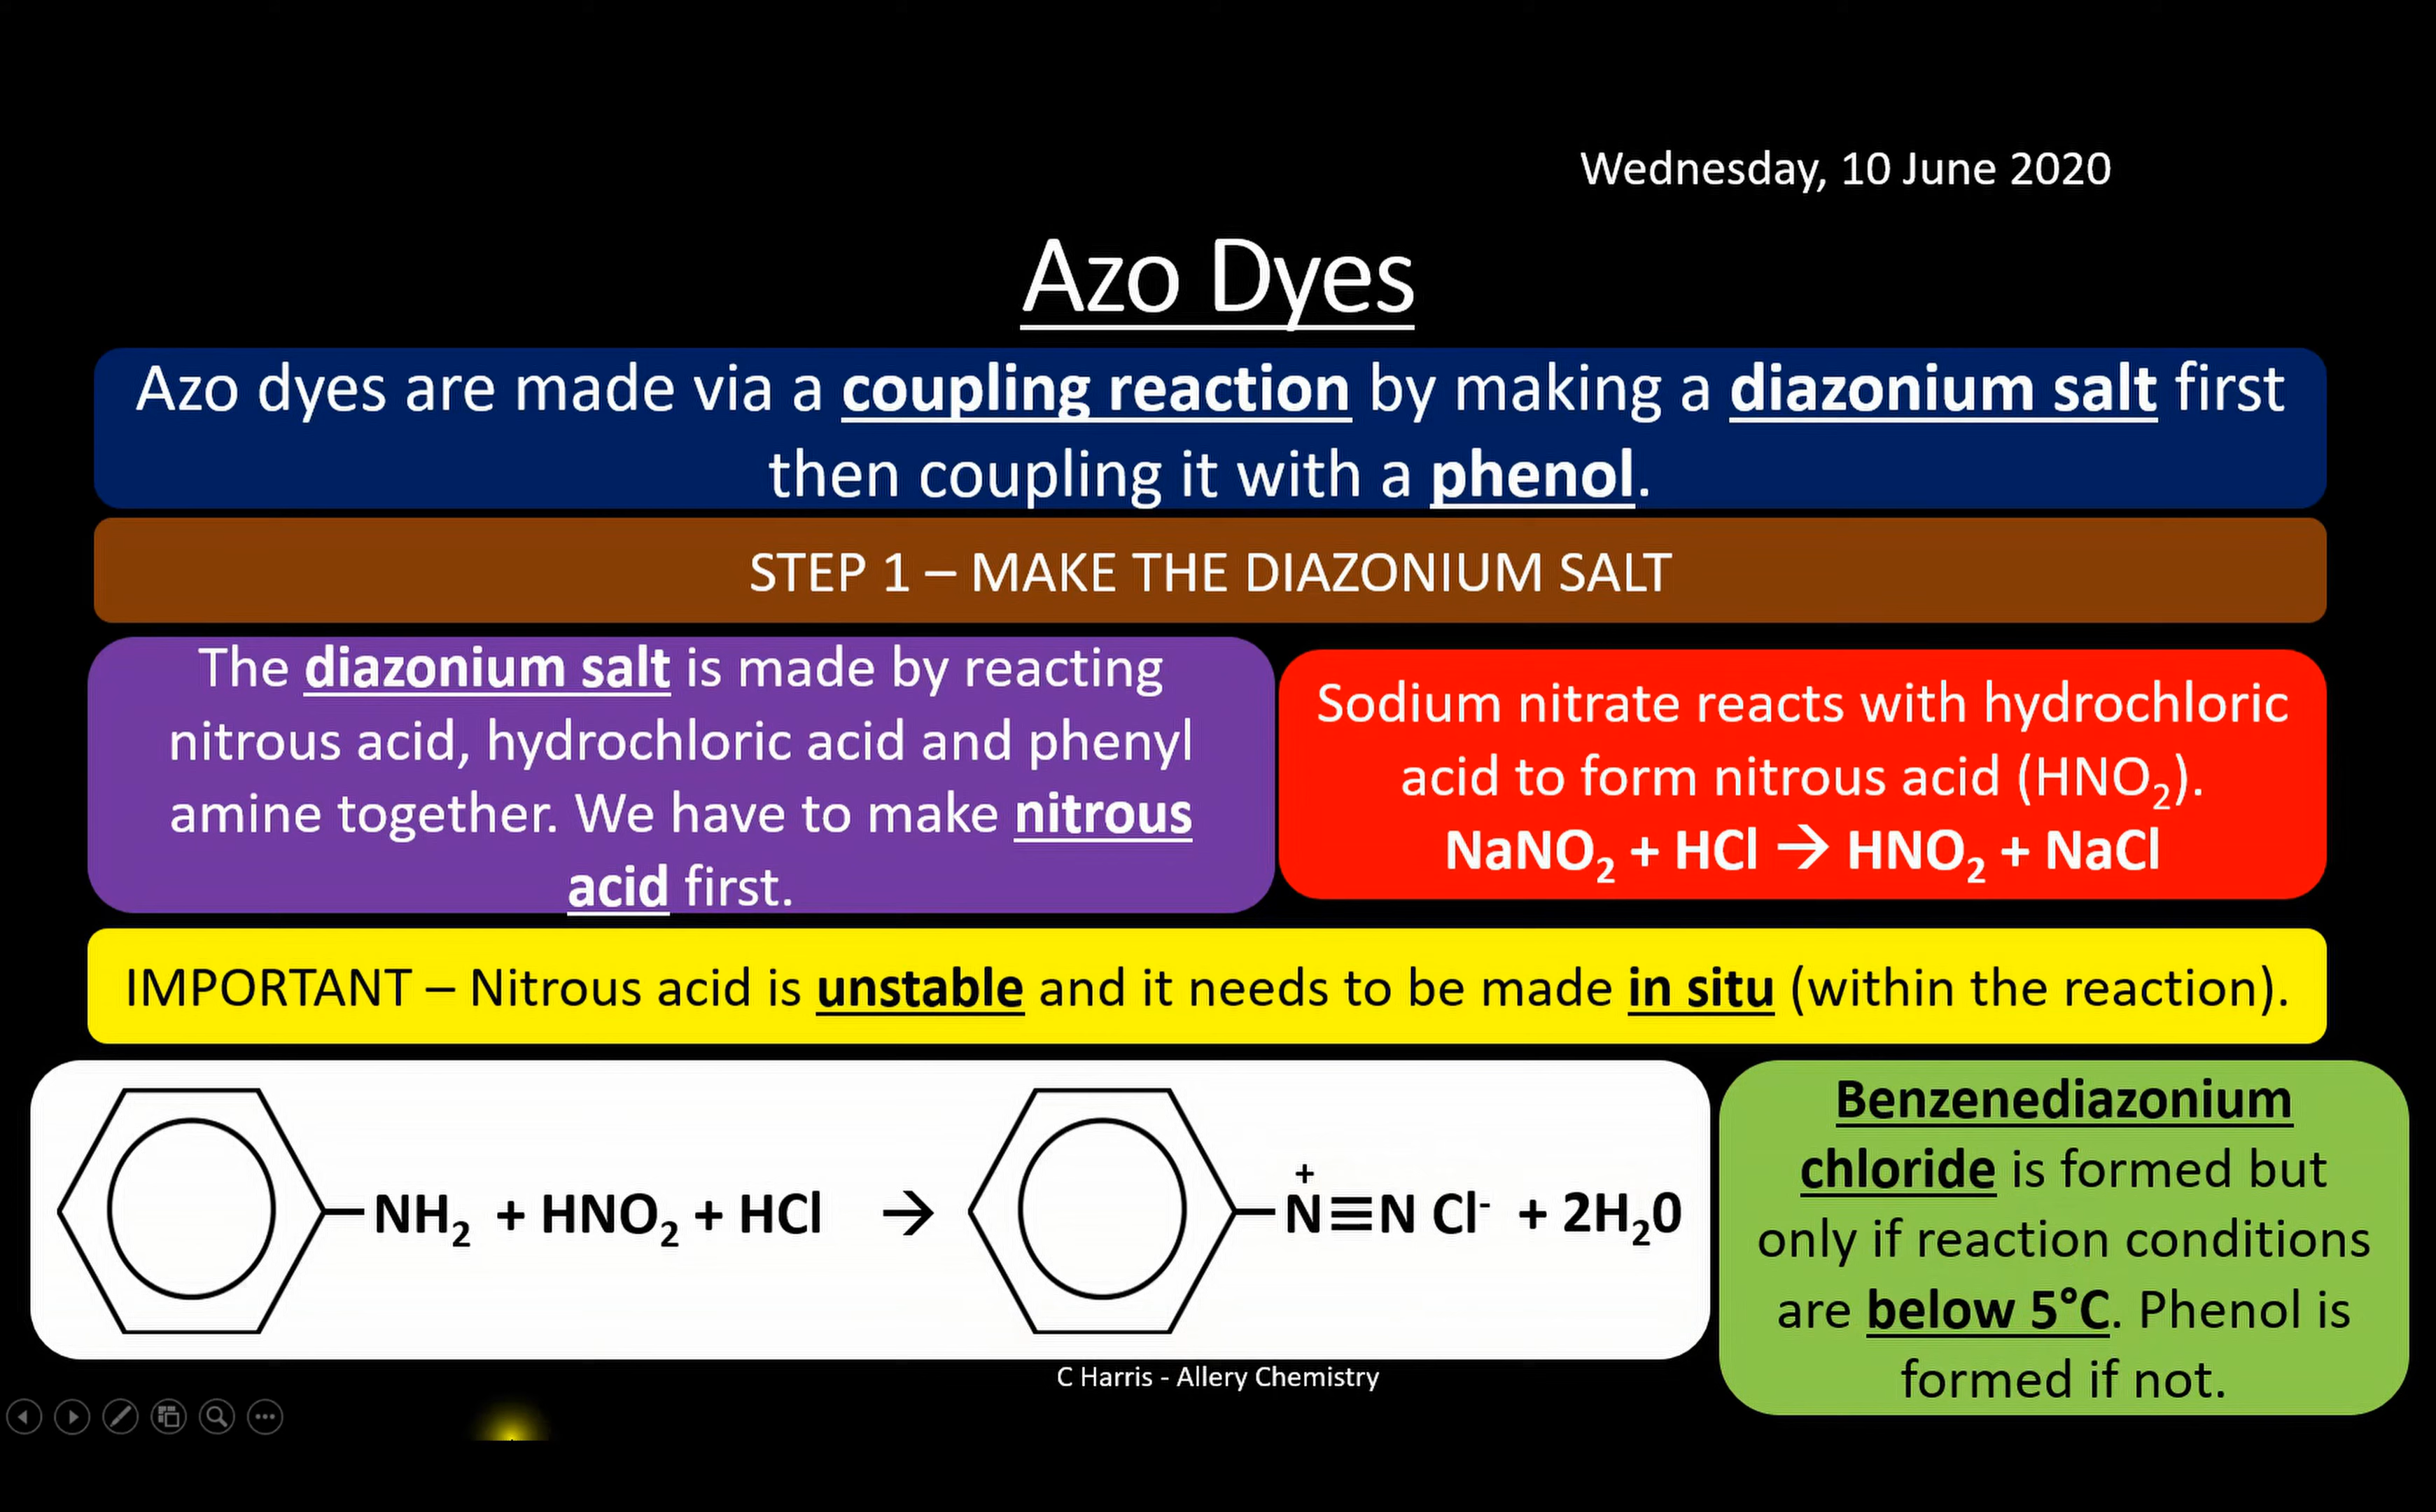 Wednesday, 10 June 2020
Azo Dyes
Azo dyes are made via a coupling reaction by making a diazonium salt first
then coupling it with a phenol.
STEP 1 – MAKE THE DIAZONIUM SALT
The diazonium salt is made by reacting
nitrous acid, hydrochloric acid and phenyl
amine together. We have to make nitrous
acid first.
Sodium nitrate reacts with hydrochloric
acid to form nitrous acid (HNO₂).
NaNO₂ + HCl → HNO₂ + NaCl
IMPORTANT – Nitrous acid is unstable and it needs to be made in situ (within the reaction).
NH₂ + HNO₂ + HCl → N⁺≡N Cl⁻ + 2H₂0
Benzenediazonium
chloride is formed but
only if reaction conditions
are below 5°C. Phenol is
formed if not.
C Harris - Allery Chemistry